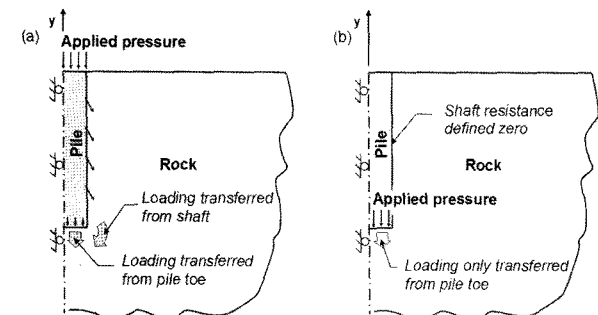 (a)
y
Applied pressure
Pile
Rock
Loading transferred
from shaft
Loading transferred
from pile toe
(b)
y
Shaft resistance
defined zero
Pile
Rock
Applied pressure
Loading only transferred
from pile toe